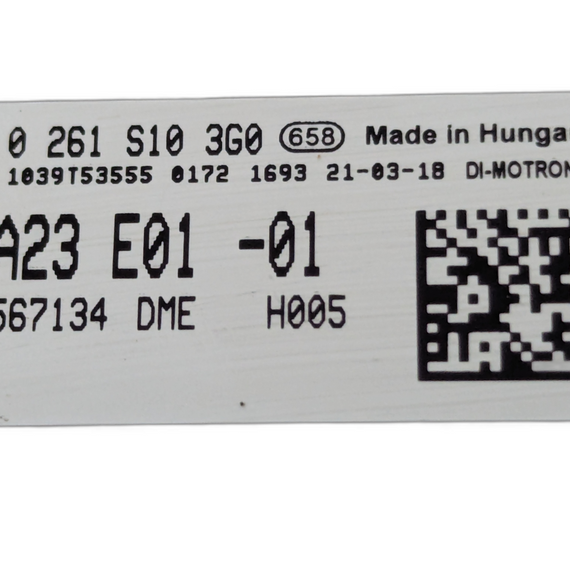 0 261 S10 3G0 658 Made in Hunga
1039T53555 0172 1693 21-03-18 DI-MOTRON
A23 E01 -01
567134 DME H005